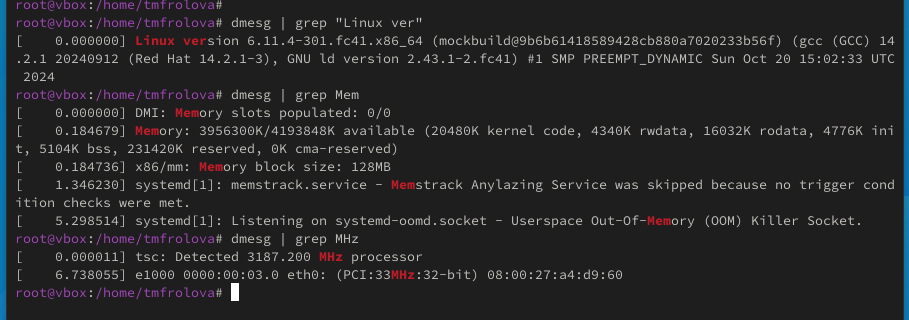 root@vbox:/home/tmfrolova#
root@vbox:/home/tmfrolova# dmesg | grep "Linux ver"
[    0.000000] Linux version 6.11.4-301.fc41.x86_64 (mockbuild@9b6b61418589428cb880a7020233b56f) (gcc (GCC) 14
.2.1 20240912 (Red Hat 14.2.1-3), GNU ld version 2.43.1-2.fc41) #1 SMP PREEMPT_DYNAMIC Sun Oct 20 15:02:33 UTC
 2024
root@vbox:/home/tmfrolova# dmesg | grep Mem
[    0.000000] DMI: Memory slots populated: 0/0
[    0.184679] Memory: 3956300K/4193848K available (20480K kernel code, 4340K rwdata, 16032K rodata, 4776K ini
t, 5104K bss, 231420K reserved, 0K cma-reserved)
[    0.184736] x86/mm: Memory block size: 128MB
[    1.346230] systemd[1]: memstrack.service - Memstrack Anylazing Service was skipped because no trigger cond
ition checks were met.
[    5.298514] systemd[1]: Listening on systemd-oomd.socket - Userspace Out-Of-Memory (OOM) Killer Socket.
root@vbox:/home/tmfrolova# dmesg | grep MHz
[    0.000011] tsc: Detected 3187.200 MHz processor
[    6.738055] e1000 0000:00:03.0 eth0: (PCI:33MHz:32-bit) 08:00:27:a4:d9:60
root@vbox:/home/tmfrolova#